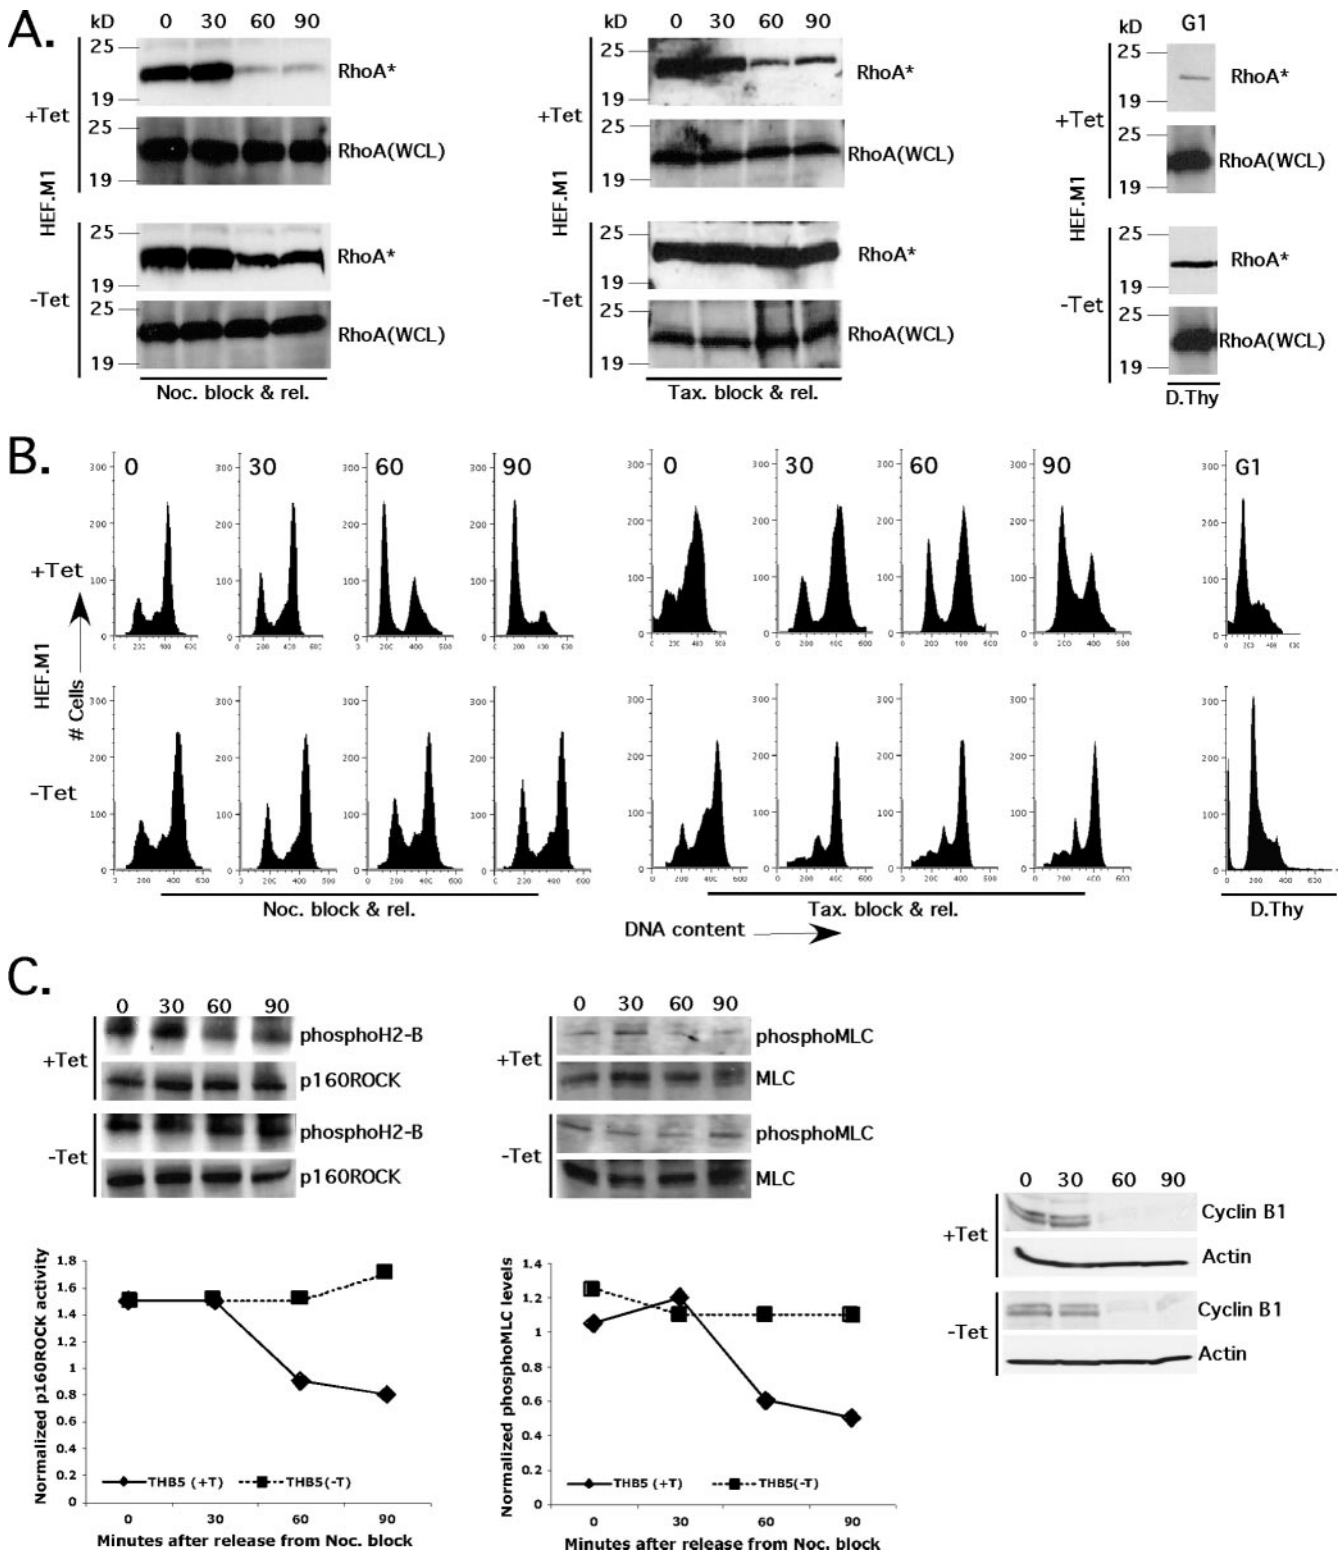 A.
kD 0 30 60 90
25
19
RhoA*
25
19
RhoA(WCL)
+Tet
HEF.M1
25
19
RhoA*
25
19
RhoA(WCL)
-Tet
Noc. block & rel.
kD 0 30 60 90
25
19
RhoA*
25
19
RhoA(WCL)
+Tet
HEF.M1
25
19
RhoA*
25
19
RhoA(WCL)
-Tet
Tax. block & rel.
kD G1
25
19
RhoA*
25
19
RhoA(WCL)
+Tet
HEF.M1
25
19
RhoA*
25
19
RhoA(WCL)
-Tet
D.Thy
B.
0 30 60 90 0 30 60 90 G1
+Tet
HEF.M1
# Cells
-Tet
300
200
100
0
Noc. block & rel.
Tax. block & rel.
D.Thy
DNA content
C.
0 30 60 90
+Tet
phosphoH2-B
p160ROCK
-Tet
phosphoH2-B
p160ROCK
0 30 60 90
+Tet
phosphoMLC
MLC
-Tet
phosphoMLC
MLC
0 30 60 90
+Tet
Cyclin B1
Actin
-Tet
Cyclin B1
Actin
Normalized p160ROCK activity
1.8
1.6
1.4
1.2
1
0.8
0.6
0.4
0.2
0
THB5 (+T) THB5(-T)
0 30 60 90
Minutes after release from Noc. block
Normalized phosphoMLC levels
1.4
1.2
1
0.8
0.6
0.4
0.2
0
THB5 (+T) THB5(-T)
0 30 60 90
Minutes after release from Noc. block